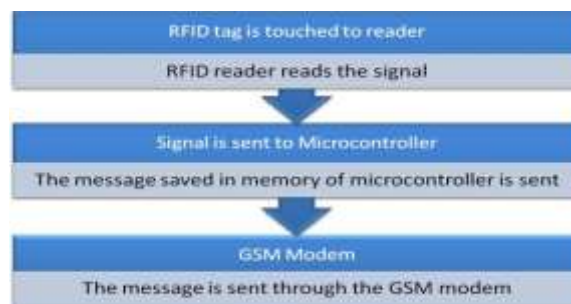 RFID tag is touched to reader
RFID reader reads the signal
Signal is sent to Microcontroller
The message saved in memory of microcontroller is sent
GSM Modem
The message is sent through the GSM modem